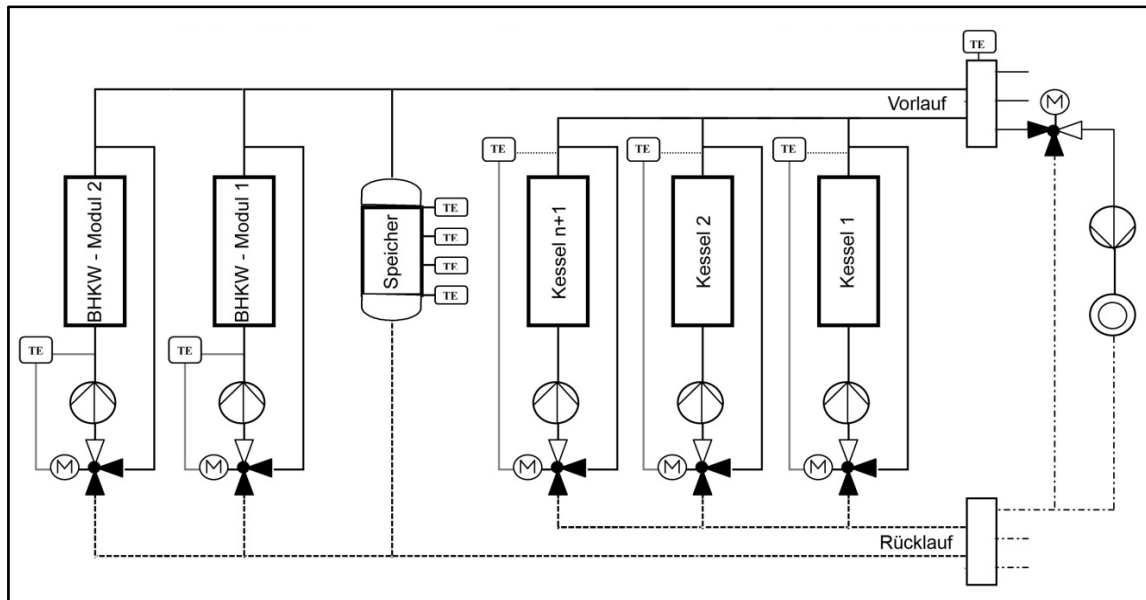 TE
Vorlauf
M
TE
TE
TE
BHKW - Modul 2
BHKW - Modul 1
Speicher
TE
TE
TE
TE
Kessel n+1
Kessel 2
Kessel 1
TE
TE
M
M
M
M
M
Rücklauf